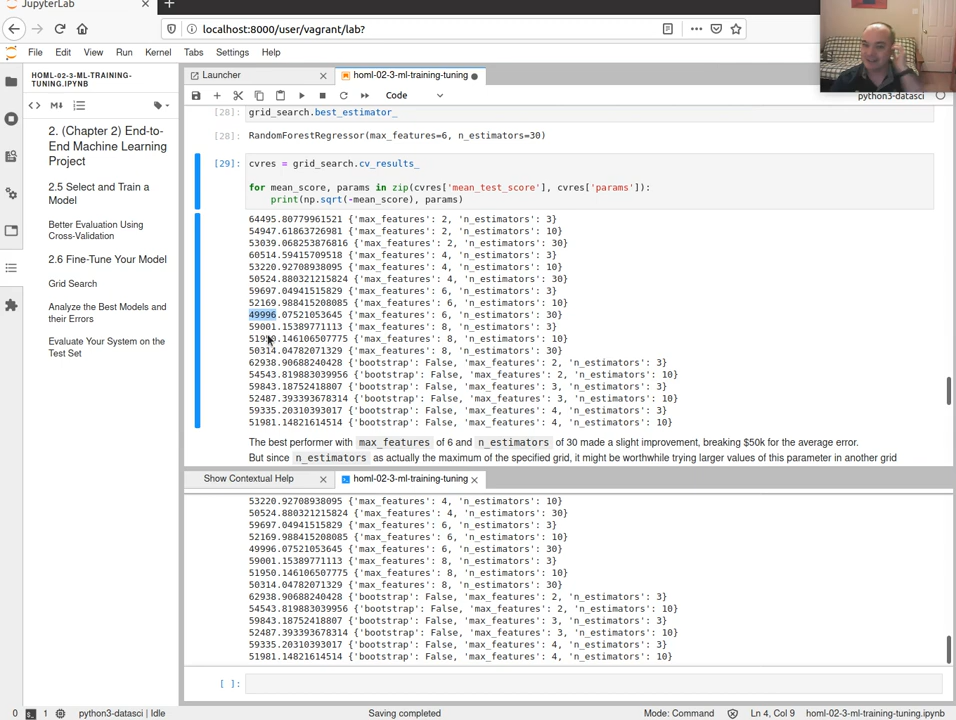 JupyterLab
localhost:8000/user/vagrant/lab?
File Edit View Run Kernel Tabs Settings Help
HOML-02-3-ML-TRAINING-
TUNING.IPYNB
2. (Chapter 2) End-to-
End Machine Learning
Project
2.5 Select and Train a
Model
Better Evaluation Using
Cross-Validation
2.6 Fine-Tune Your Model
Grid Search
Analyze the Best Models and
their Errors
Evaluate Your System on the
Test Set
Launcher
homl-02-3-ml-training-tuning
Code
python3-datasci
[28]: grid_search.best_estimator_
[28]: RandomForestRegressor(max_features=6, n_estimators=30)
[29]: cvres = grid_search.cv_results_
for mean_score, params in zip(cvres['mean_test_score'], cvres['params']):
print(np.sqrt(-mean_score), params)
64495.80779961521 {'max_features': 2, 'n_estimators': 3}
54947.61863726981 {'max_features': 2, 'n_estimators': 10}
53039.068253876816 {'max_features': 2, 'n_estimators': 30}
60514.59415709518 {'max_features': 4, 'n_estimators': 3}
53220.92708938095 {'max_features': 4, 'n_estimators': 10}
50524.880321215824 {'max_features': 4, 'n_estimators': 30}
59697.04941515829 {'max_features': 6, 'n_estimators': 3}
52169.988415208085 {'max_features': 6, 'n_estimators': 10}
49996.07521053645 {'max_features': 6, 'n_estimators': 30}
59001.15389771113 {'max_features': 8, 'n_estimators': 3}
51950.146106507775 {'max_features': 8, 'n_estimators': 10}
50314.04782071329 {'max_features': 8, 'n_estimators': 30}
62938.90688240428 {'bootstrap': False, 'max_features': 2, 'n_estimators': 3}
54543.819883039956 {'bootstrap': False, 'max_features': 2, 'n_estimators': 10}
59843.18752418807 {'bootstrap': False, 'max_features': 3, 'n_estimators': 3}
52487.393393678314 {'bootstrap': False, 'max_features': 3, 'n_estimators': 10}
59335.20310393017 {'bootstrap': False, 'max_features': 4, 'n_estimators': 3}
51981.14821614514 {'bootstrap': False, 'max_features': 4, 'n_estimators': 10}
The best performer with max_features of 6 and n_estimators of 30 made a slight improvement, breaking $50k for the average error.
But since n_estimators as actually the maximum of the specified grid, it might be worthwhile trying larger values of this parameter in another grid
Show Contextual Help
homl-02-3-ml-training-tuning
53220.92708938095 {'max_features': 4, 'n_estimators': 10}
50524.880321215824 {'max_features': 4, 'n_estimators': 30}
59697.04941515829 {'max_features': 6, 'n_estimators': 3}
52169.988415208085 {'max_features': 6, 'n_estimators': 10}
49996.07521053645 {'max_features': 6, 'n_estimators': 30}
59001.15389771113 {'max_features': 8, 'n_estimators': 3}
51950.146106507775 {'max_features': 8, 'n_estimators': 10}
50314.04782071329 {'max_features': 8, 'n_estimators': 30}
62938.90688240428 {'bootstrap': False, 'max_features': 2, 'n_estimators': 3}
54543.819883039956 {'bootstrap': False, 'max_features': 2, 'n_estimators': 10}
59843.18752418807 {'bootstrap': False, 'max_features': 3, 'n_estimators': 3}
52487.393393678314 {'bootstrap': False, 'max_features': 3, 'n_estimators': 10}
59335.20310393017 {'bootstrap': False, 'max_features': 4, 'n_estimators': 3}
51981.14821614514 {'bootstrap': False, 'max_features': 4, 'n_estimators': 10}
[ ]:
0 1 python3-datasci | Idle Saving completed Mode: Command Ln 4, Col 9 homl-02-3-ml-training-tuning.ipynb